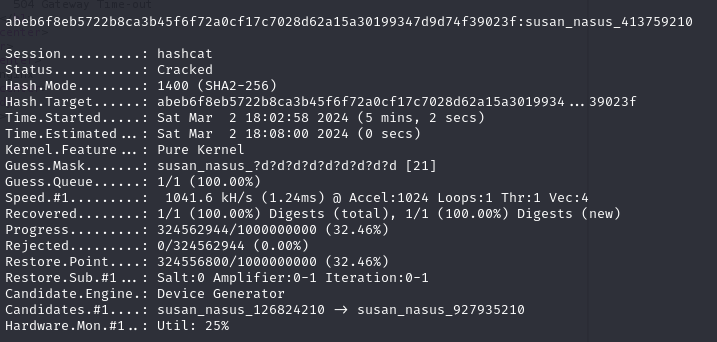 504 Gateway Time-out
abeb6f8eb5722b8ca3b45f6f72a0cf17c7028d62a15a30199347d9d74f39023f:susan_nasus_413759210
Session..........: hashcat
Status...........: Cracked
Hash.Mode........: 1400 (SHA2-256)
Hash.Target......: abeb6f8eb5722b8ca3b45f6f72a0cf17c7028d62a15a3019934...39023f
Time.Started.....: Sat Mar  2 18:02:58 2024 (5 mins, 2 secs)
Time.Estimated...: Sat Mar  2 18:08:00 2024 (0 secs)
Kernel.Feature...: Pure Kernel
Guess.Mask.......: susan_nasus_?d?d?d?d?d?d?d?d?d [21]
Guess.Queue......: 1/1 (100.00%)
Speed.#1.........:  1041.6 kH/s (1.24ms) @ Accel:1024 Loops:1 Thr:1 Vec:4
Recovered........: 1/1 (100.00%) Digests (total), 1/1 (100.00%) Digests (new)
Progress.........: 324562944/1000000000 (32.46%)
Rejected.........: 0/324562944 (0.00%)
Restore.Point....: 324556800/1000000000 (32.46%)
Restore.Sub.#1...: Salt:0 Amplifier:0-1 Iteration:0-1
Candidate.Engine.: Device Generator
Candidates.#1....: susan_nasus_126824210 -> susan_nasus_927935210
Hardware.Mon.#1..: Util: 25%